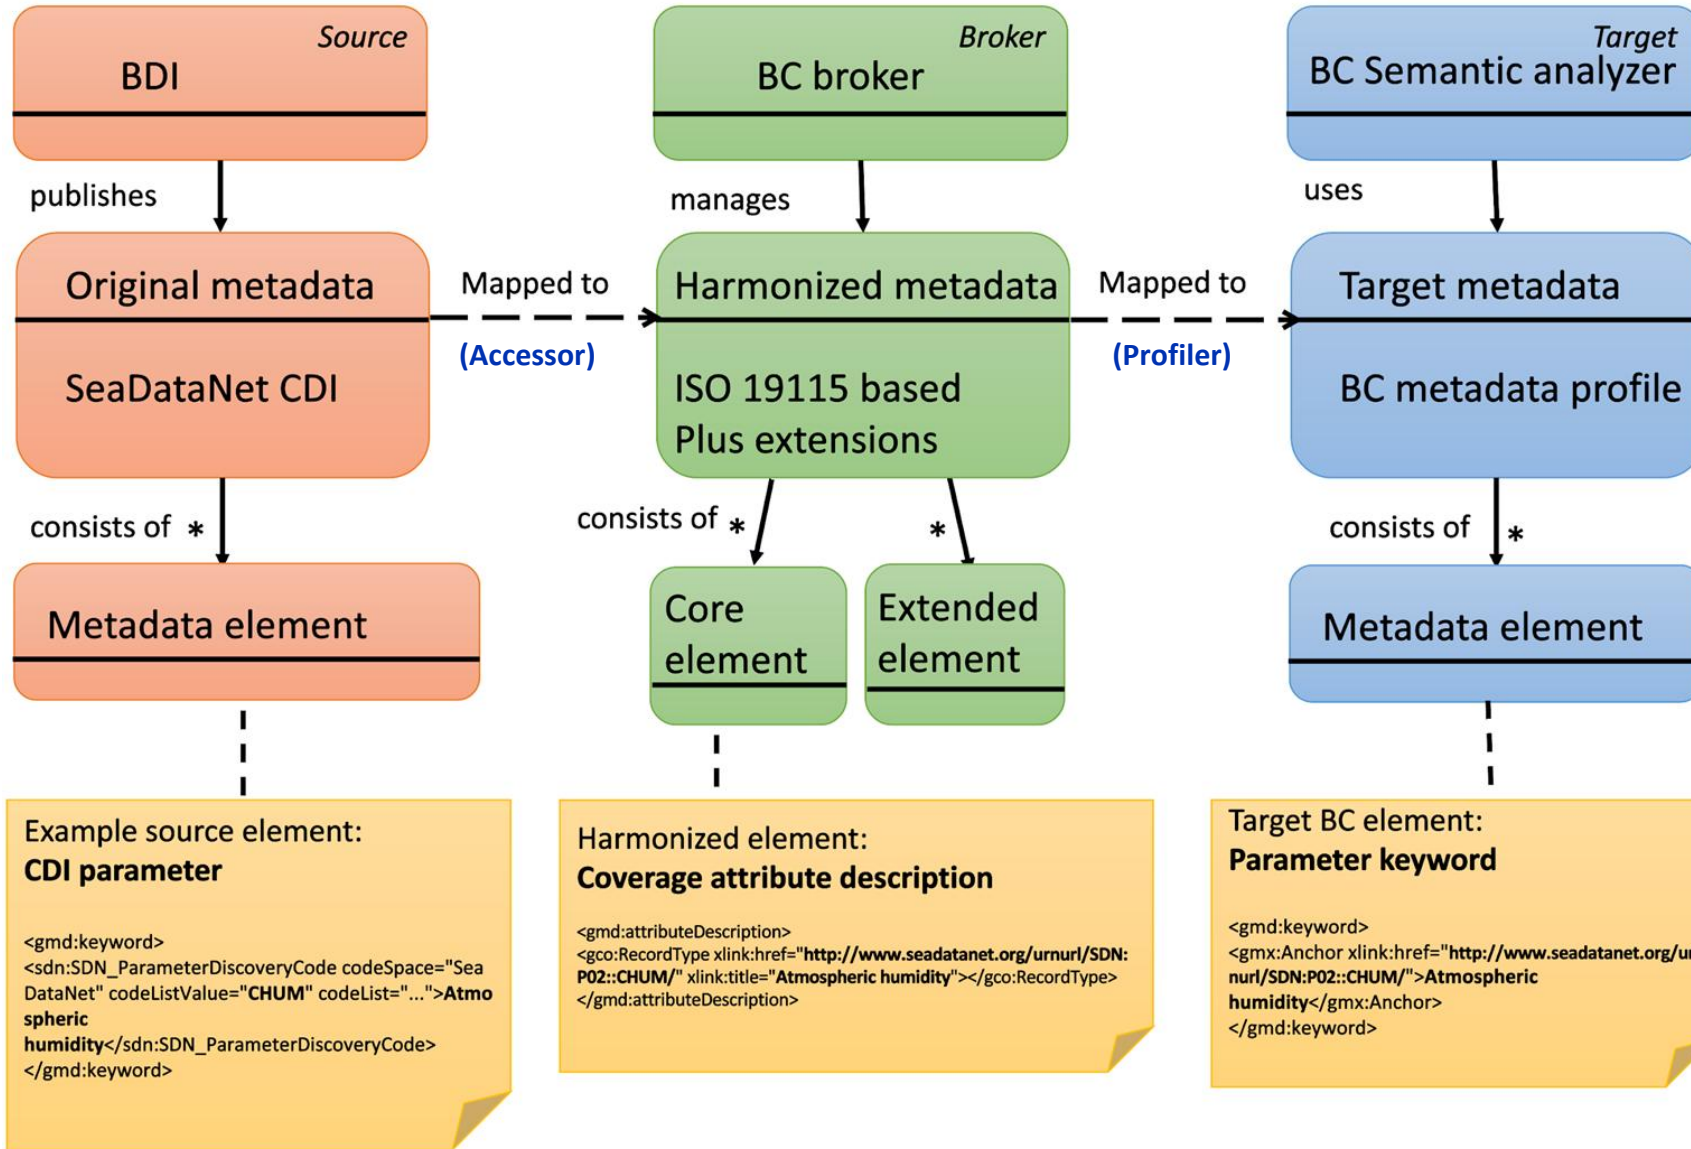 Source
BDI
publishes
Original metadata
SeaDataNet CDI
consists of *
Metadata element
Example source element:
CDI parameter
<gmd:keyword>
<sdn:SDN_ParameterDiscoveryCode codeSpace="Sea
DataNet" codeListValue="CHUM" codeList="...">Atmo
spheric
humidity</sdn:SDN_ParameterDiscoveryCode>
</gmd:keyword>
Mapped to
(Accessor)
Broker
BC broker
manages
Harmonized metadata
ISO 19115 based
Plus extensions
consists of *
*
Core
element
Extended
element
Harmonized element:
Coverage attribute description
<gmd:attributeDescription>
<gco:RecordType xlink:href="http://www.seadatanet.org/urnurl/SDN:
P02::CHUM/" xlink:title="Atmospheric humidity"></gco:RecordType>
</gmd:attributeDescription>
Mapped to
(Profiler)
Target
BC Semantic analyzer
uses
Target metadata
BC metadata profile
consists of *
Metadata element
Target BC element:
Parameter keyword
<gmd:keyword>
<gmx:Anchor xlink:href="http://www.seadatanet.org/ur
nurl/SDN:P02::CHUM/">Atmospheric
humidity</gmx:Anchor>
</gmd:keyword>